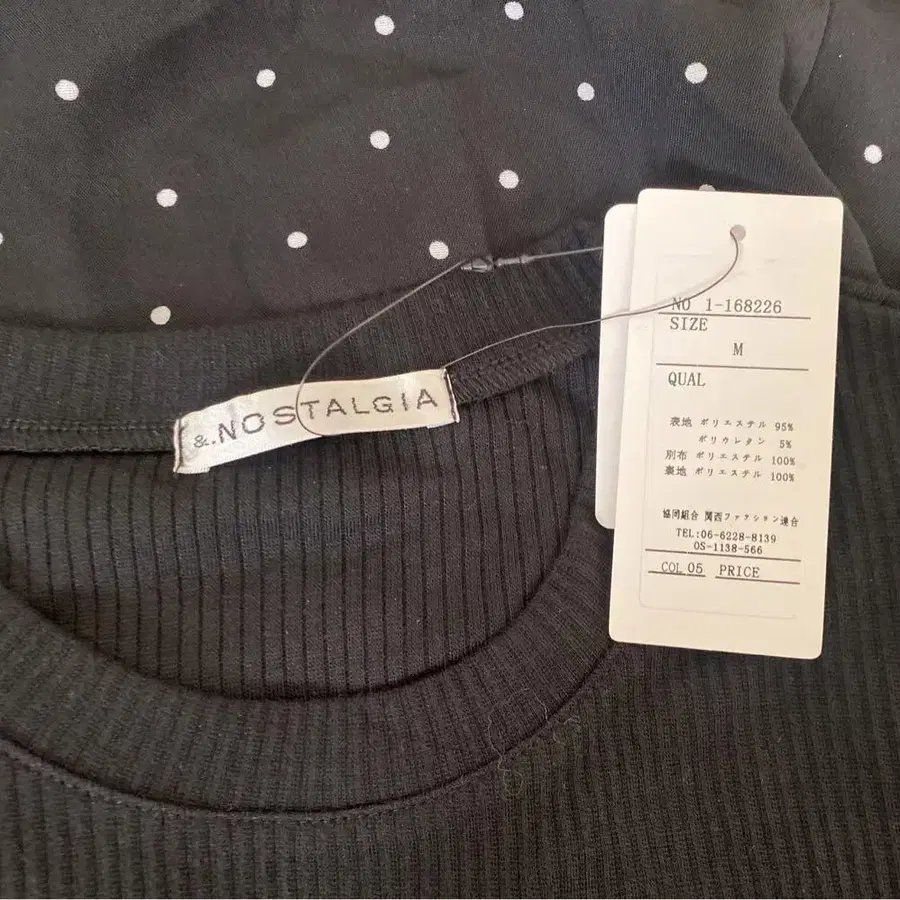 &.NOSTALGIA
NO 1-168226
SIZE
M
QUAL
表地 ポリエステル 95%
ポリウレタン 5%
別布 ポリエステル 100%
裏地 ポリエステル 100%
協同組合 関西ファクション連合
TEL:06-6228-8139
OS-1138-566
COL 05 PRICE